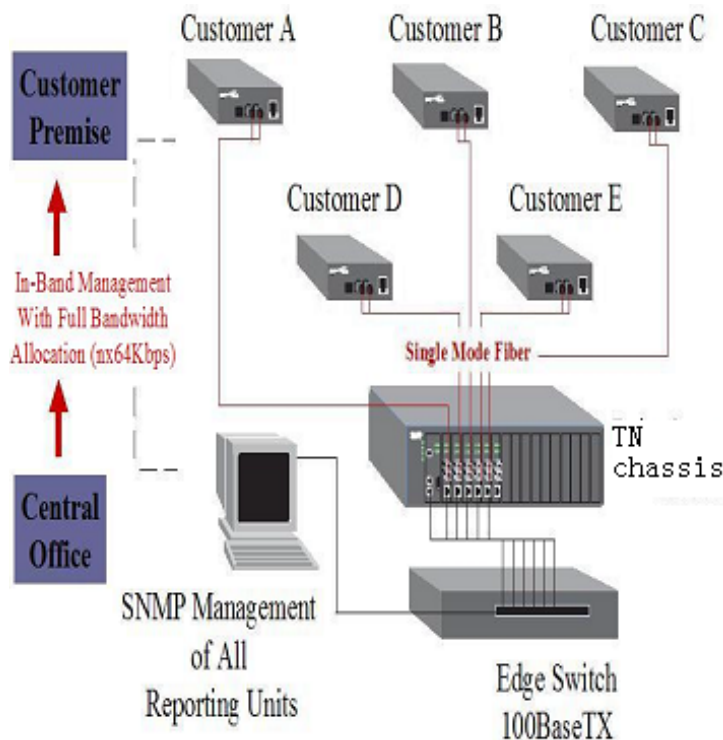 Customer A
Customer B
Customer C
Customer
Premise
Customer D
Customer E
In-Band Management
With Full Bandwidth
Allocation (nx64Kbps)
Single Mode Fiber
TN
chassis
Central
Office
SNMP Management
of All
Reporting Units
Edge Switch
100BaseTX